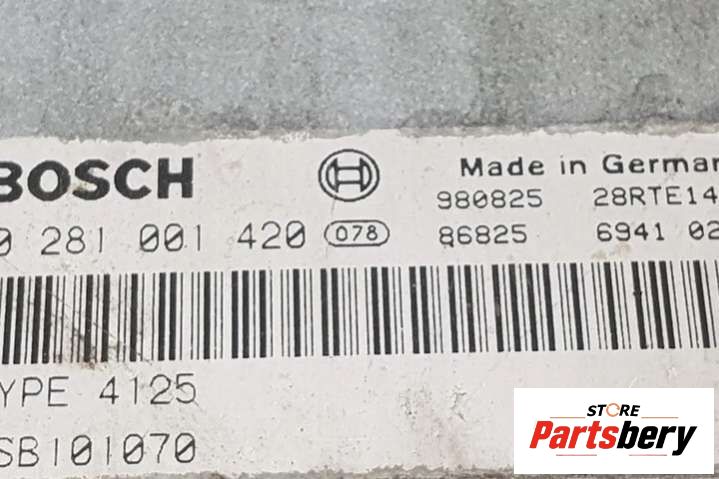 BOSCH
Made in German
980825 28RTE14
0 281 001 420 078 86825 6941 02
YPE 4125
SB101070
STORE
Partsbery